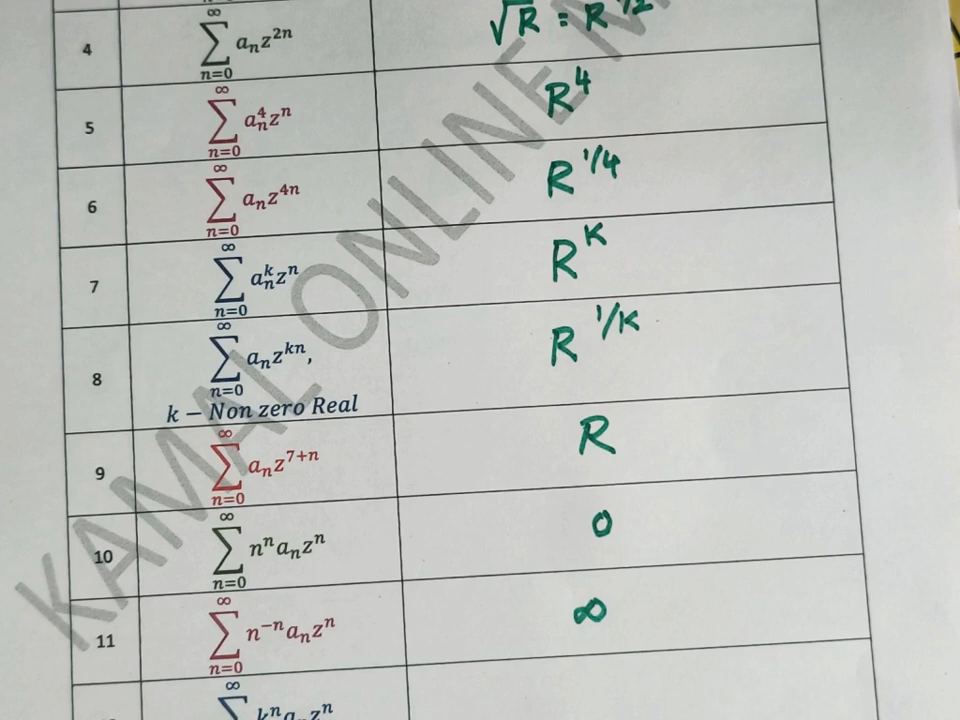 4 ∑_{n=0}^{∞} a_n z^{2n} √R = R^{1/2}
5 ∑_{n=0}^{∞} a_n^4 z^n R^4
6 ∑_{n=0}^{∞} a_n z^{4n} R^{1/4}
7 ∑_{n=0}^{∞} a_n^k z^n R^K
8 ∑_{n=0}^{∞} a_n z^{kn}, R^{1/K}
k − Non zero Real
9 ∑_{n=0}^{∞} a_n z^{7+n} R
10 ∑_{n=0}^{∞} n^n a_n z^n 0
11 ∑_{n=0}^{∞} n^{−n} a_n z^n ∞
∑^{∞} k^n a_n z^n
KAMAL ONLINE